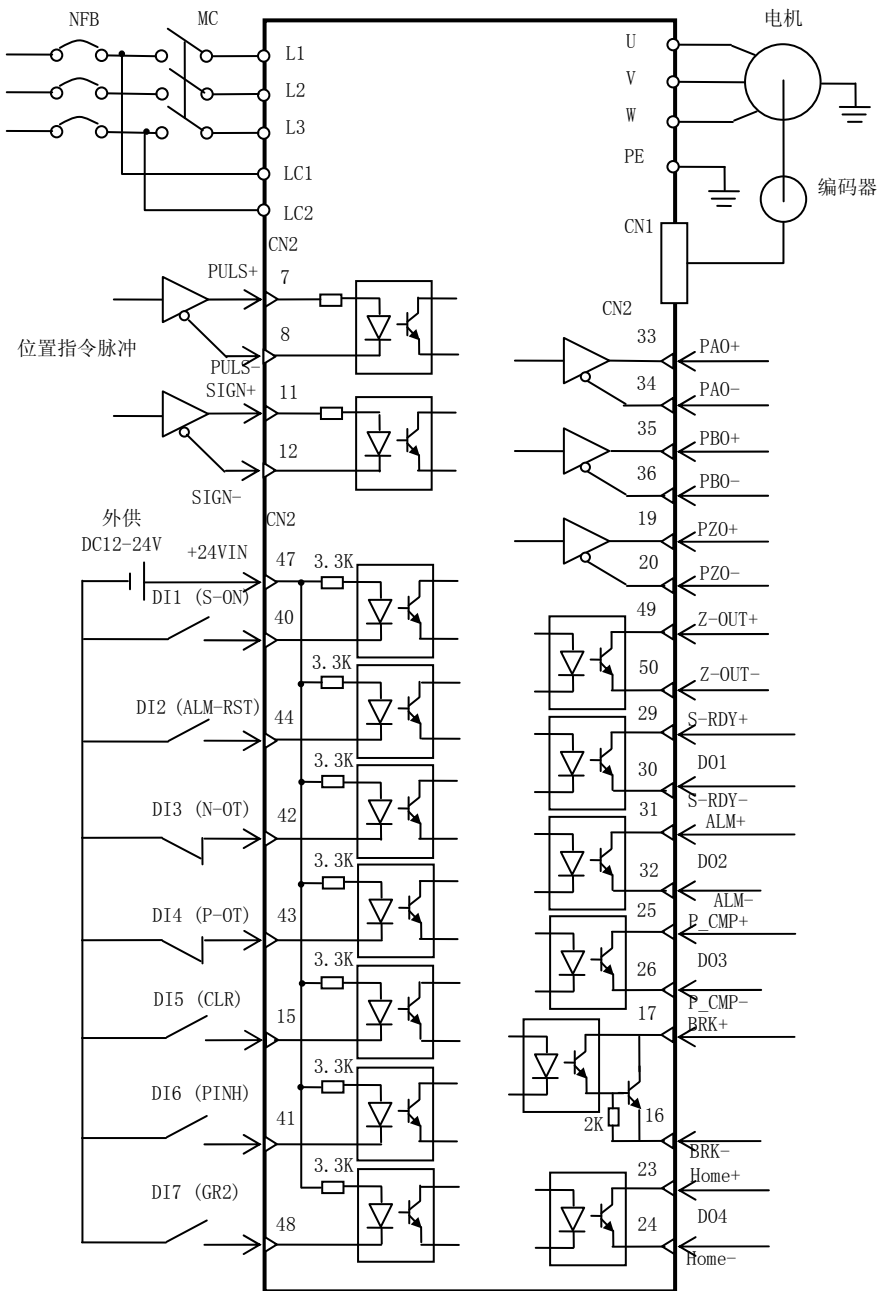 NFB
MC
L1
L2
L3
LC1
LC2
CN2
PULS+
7
8
位置指令脉冲
PULS-
SIGN+
11
12
SIGN-
外供
DC12-24V
CN2
+24VIN
47
3.3K
DI1 (S-ON)
40
3.3K
DI2 (ALM-RST)
44
3.3K
DI3 (N-OT)
42
3.3K
DI4 (P-OT)
43
3.3K
DI5 (CLR)
15
3.3K
DI6 (PINH)
41
3.3K
DI7 (GR2)
48
电机
U
V
W
PE
编码器
CN1
CN2
33
PAO+
34
PAO-
35
PBO+
36
PBO-
19
PZO+
20
PZO-
49
Z-OUT+
50
Z-OUT-
29
S-RDY+
30
DO1
S-RDY-
31
ALM+
32
DO2
ALM-
25
P_CMP+
26
DO3
P_CMP-
17
BRK+
2K
16
BRK-
23
Home+
24
DO4
Home-